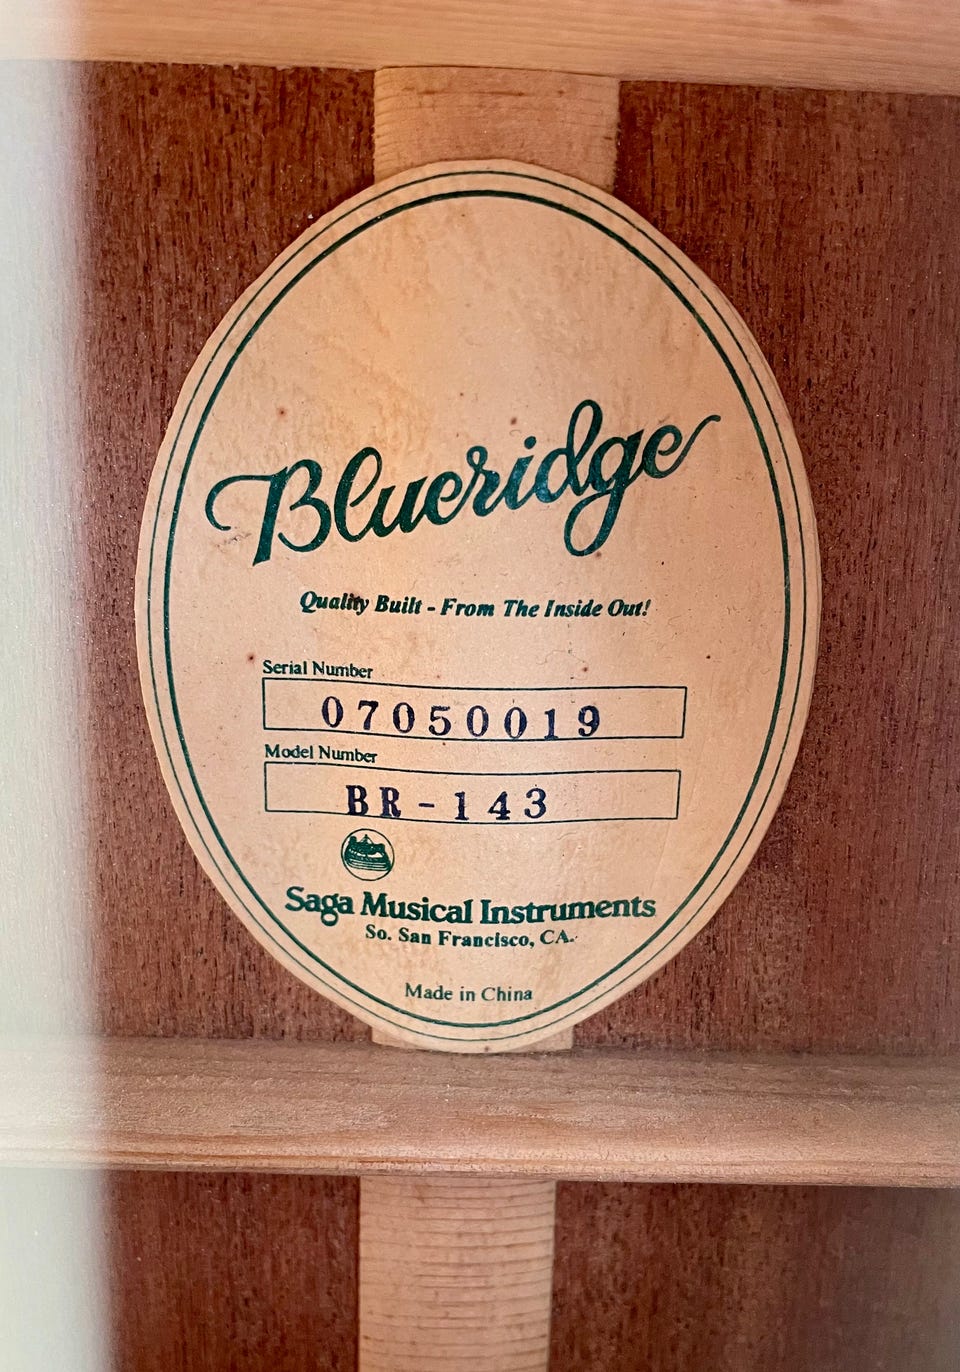 Blueridge
Quality Built - From The Inside Out!
Serial Number
07050019
Model Number
BR-143
Saga Musical Instruments
So. San Francisco, CA.
Made in China